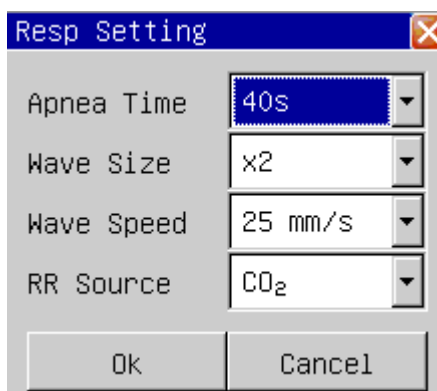 Resp Setting
Apnea Time 40s
Wave Size x2
Wave Speed 25 mm/s
RR Source CO₂
Ok Cancel